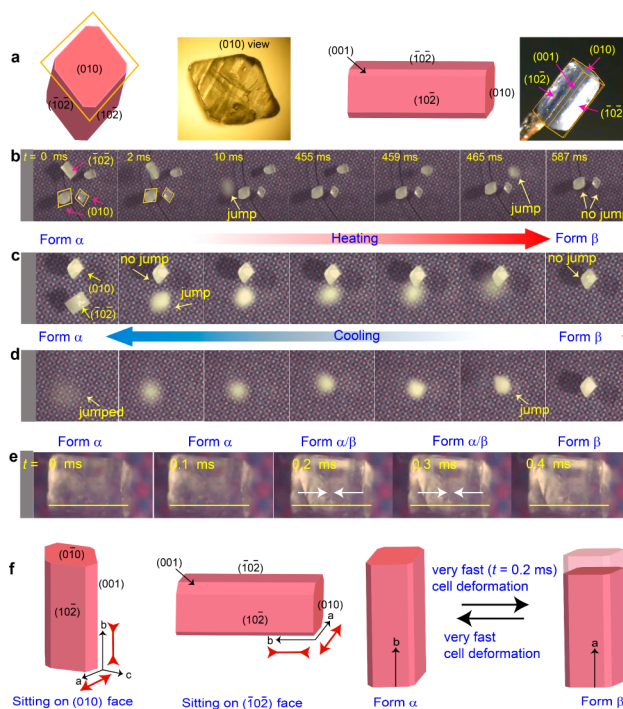 a
(010)
(1̄02̄)
(102̄)
(010) view
(001)
(1̄02̄)
(102̄)
(010)
(010)
(001)
(102̄)
(1̄02̄)
b
t = 0 ms
2 ms
10 ms
455 ms
459 ms
465 ms
587 ms
(1̄02̄)
(010)
jump
jump
no jump
Form α
Heating
Form β
c
no jump
jump
no jump
(010)
(1̄02̄)
Form α
Cooling
Form β
d
jumped
jump
Form α
Form α
Form α/β
Form α/β
Form β
e
t = 0 ms
0.1 ms
0.2 ms
0.3 ms
0.4 ms
f
(01̄0)
(001)
(102̄)
b
a
c
Sitting on (010) face
(1̄02̄)
(001)
(102̄)
(010)
a
b
Sitting on (1̄02̄) face
b
Form α
very fast (t = 0.2 ms)
cell deformation
very fast
cell deformation
a
Form β